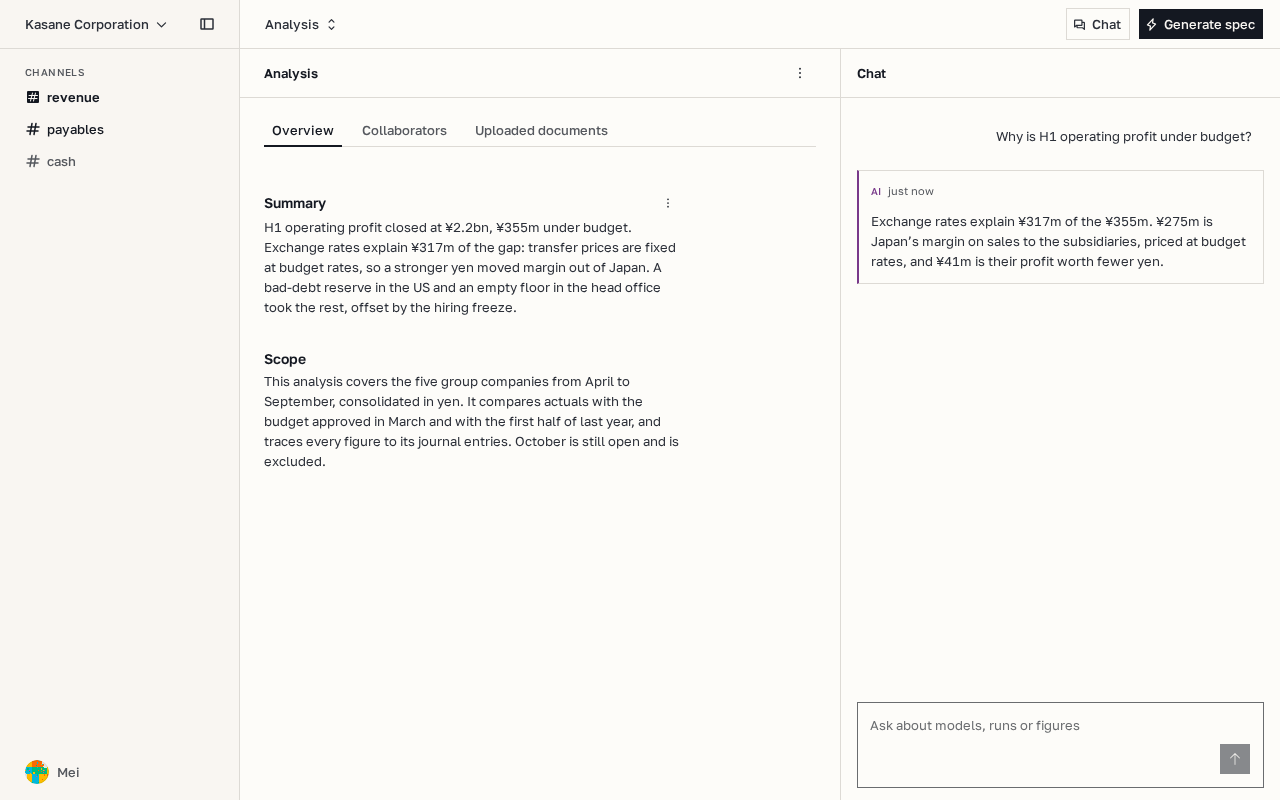 Kasane Corporation
CHANNELS
revenue
payables
cash
Mei
Analysis
Chat
Generate spec
Analysis
Overview
Collaborators
Uploaded documents
Summary
H1 operating profit closed at ¥2.2bn, ¥355m under budget.
Exchange rates explain ¥317m of the gap: transfer prices are fixed
at budget rates, so a stronger yen moved margin out of Japan. A
bad-debt reserve in the US and an empty floor in the head office
took the rest, offset by the hiring freeze.
Scope
This analysis covers the five group companies from April to
September, consolidated in yen. It compares actuals with the
budget approved in March and with the first half of last year, and
traces every figure to its journal entries. October is still open and is
excluded.
Chat
Why is H1 operating profit under budget?
AI just now
Exchange rates explain ¥317m of the ¥355m. ¥275m is
Japan’s margin on sales to the subsidiaries, priced at budget
rates, and ¥41m is their profit worth fewer yen.
Ask about models, runs or figures